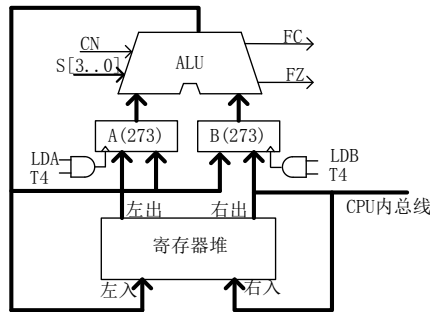 CN
FC
S[3..0]
ALU
FZ
A(273)
B(273)
LDA
T4
LDB
T4
左出
右出
CPU内总线
寄存器堆
左入
右入